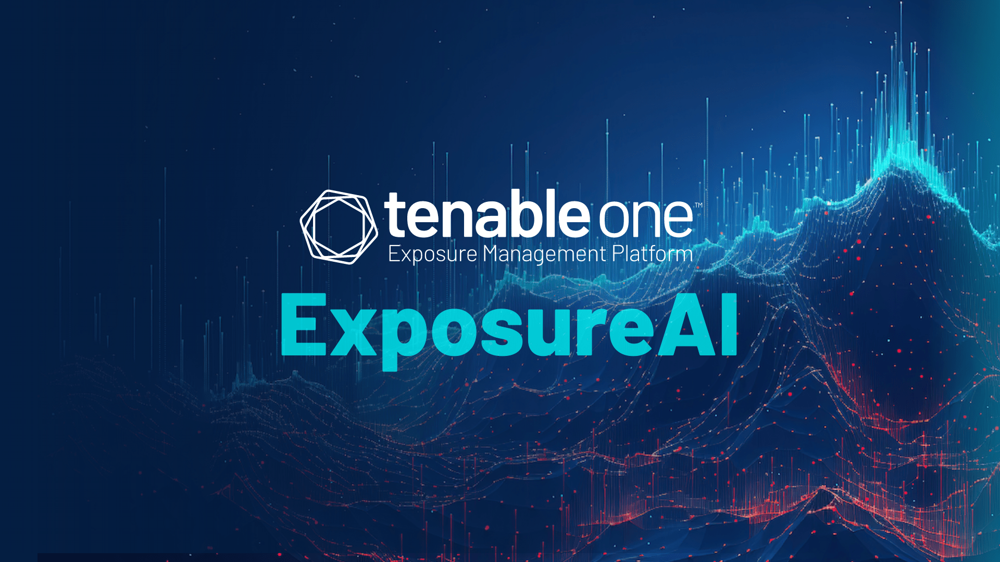 tenable one™
Exposure Management Platform
ExposureAI